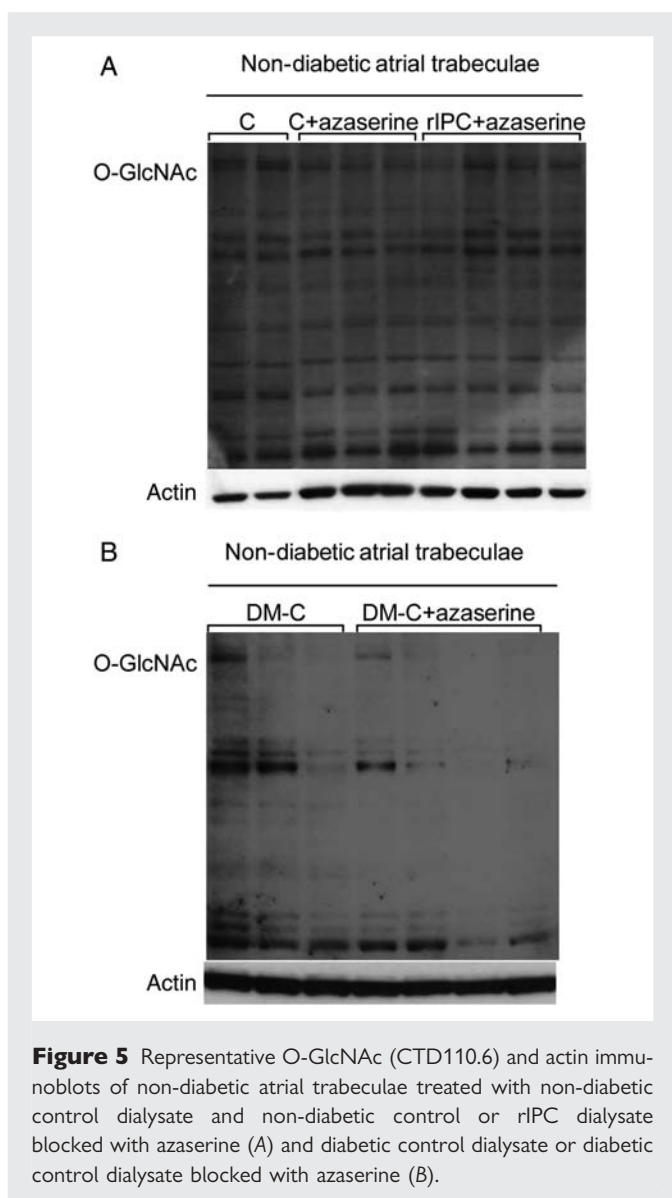 A
Non-diabetic atrial trabeculae
C C+azaserine rIPC+azaserine
O-GlcNAc
Actin
B
Non-diabetic atrial trabeculae
DM-C DM-C+azaserine
O-GlcNAc
Actin
Figure 5 Representative O-GlcNAc (CTD110.6) and actin immu-
noblots of non-diabetic atrial trabeculae treated with non-diabetic
control dialysate and non-diabetic control or rIPC dialysate
blocked with azaserine (A) and diabetic control dialysate or diabetic
control dialysate blocked with azaserine (B).